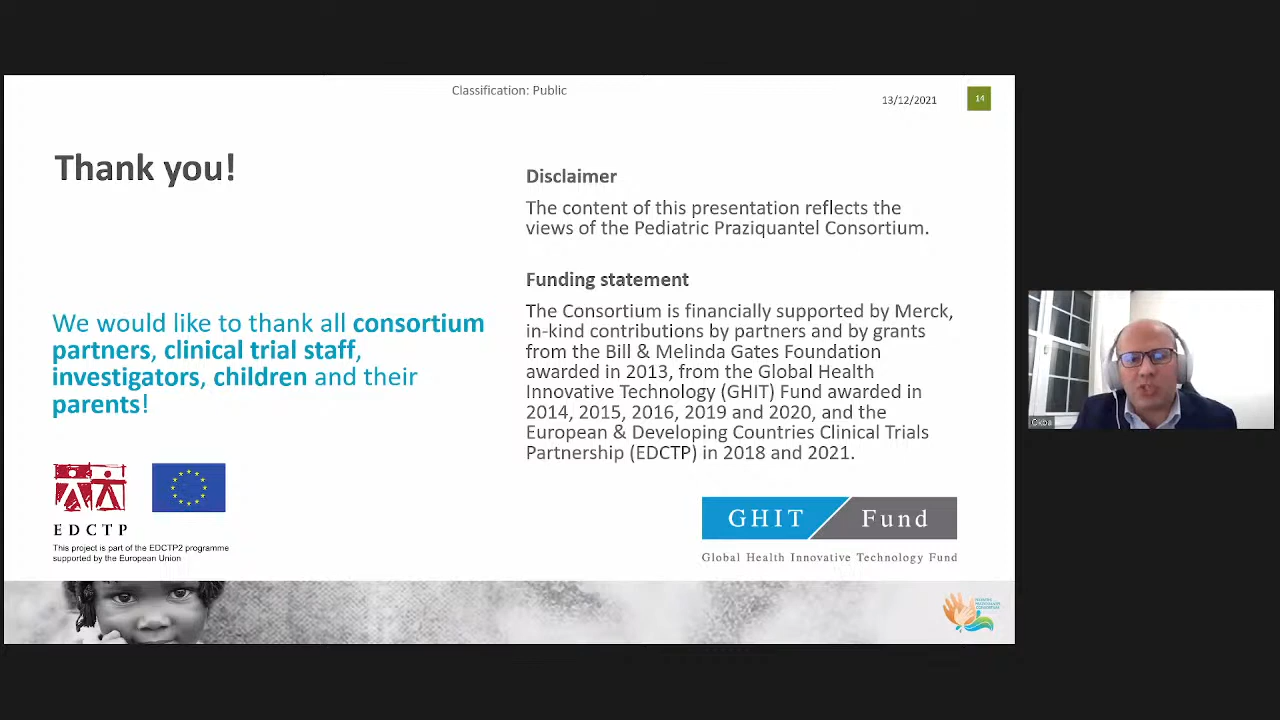 Classification: Public
13/12/2021
14
Thank you!
Disclaimer
The content of this presentation reflects the
views of the Pediatric Praziquantel Consortium.
Funding statement
The Consortium is financially supported by Merck,
in-kind contributions by partners and by grants
from the Bill & Melinda Gates Foundation
awarded in 2013, from the Global Health
Innovative Technology (GHIT) Fund awarded in
2014, 2015, 2016, 2019 and 2020, and the
European & Developing Countries Clinical Trials
Partnership (EDCTP) in 2018 and 2021.
We would like to thank all consortium
partners, clinical trial staff,
investigators, children and their
parents!
EDCTP
This project is part of the EDCTP2 programme
supported by the European Union
GHIT Fund
Global Health Innovative Technology Fund
PEDIATRIC
PRAZIQUANTEL
CONSORTIUM
Okba